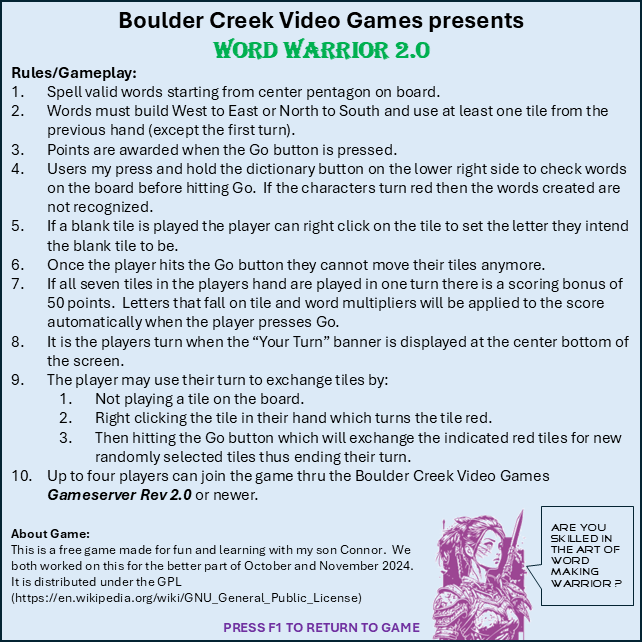 Boulder Creek Video Games presents
WORD WARRIOR 2.0
Rules/Gameplay:
1. Spell valid words starting from center pentagon on board.
2. Words must build West to East or North to South and use at least one tile from the
previous hand (except the first turn).
3. Points are awarded when the Go button is pressed.
4. Users my press and hold the dictionary button on the lower right side to check words
on the board before hitting Go. If the characters turn red then the words created are
not recognized.
5. If a blank tile is played the player can right click on the tile to set the letter they intend
the blank tile to be.
6. Once the player hits the Go button they cannot move their tiles anymore.
7. If all seven tiles in the players hand are played in one turn there is a scoring bonus of
50 points. Letters that fall on tile and word multipliers will be applied to the score
automatically when the player presses Go.
8. It is the players turn when the “Your Turn” banner is displayed at the center bottom of
the screen.
9. The player may use their turn to exchange tiles by:
1. Not playing a tile on the board.
2. Right clicking the tile in their hand which turns the tile red.
3. Then hitting the Go button which will exchange the indicated red tiles for new
randomly selected tiles thus ending their turn.
10. Up to four players can join the game thru the Boulder Creek Video Games
Gameserver Rev 2.0 or newer.
About Game:
This is a free game made for fun and learning with my son Connor. We
both worked on this for the better part of October and November 2024.
It is distributed under the GPL
(https://en.wikipedia.org/wiki/GNU_General_Public_License)
ARE YOU
SKILLED IN
THE ART OF
WORD
MAKING
WARRIOR ?
PRESS F1 TO RETURN TO GAME